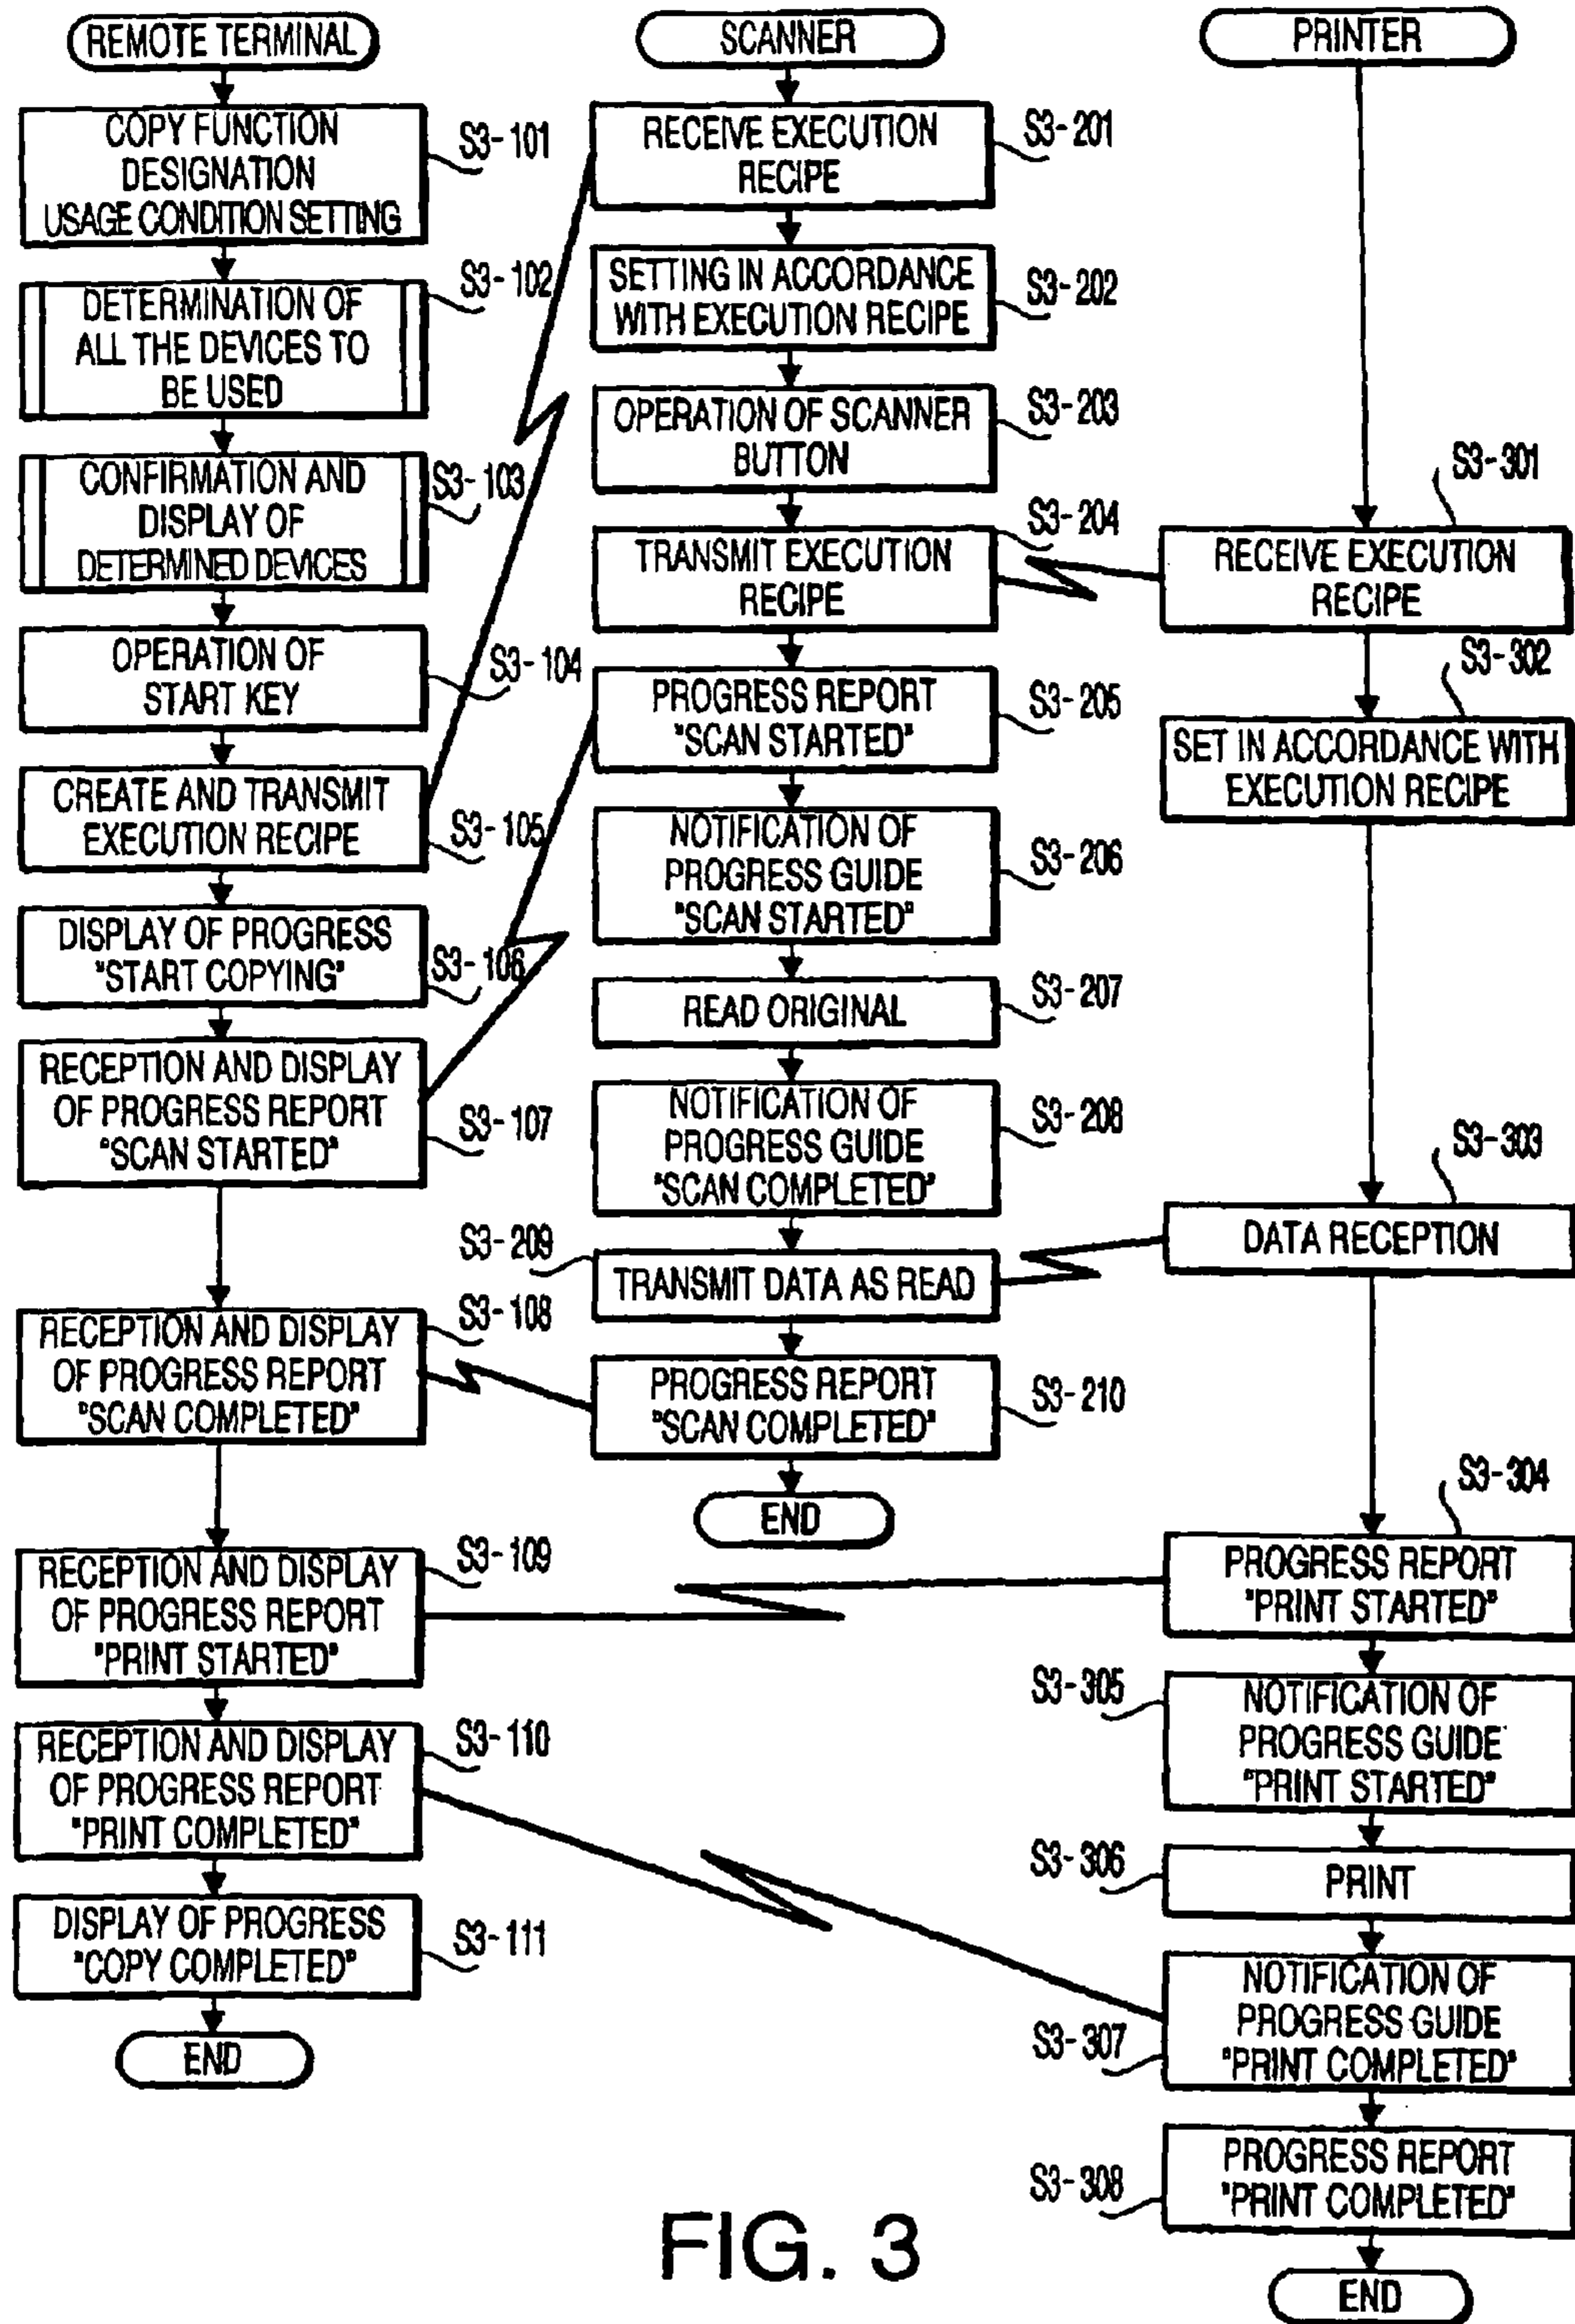 REMOTE TERMINAL
COPY FUNCTION
DESIGNATION
USAGE CONDITION SETTING
S3-101
DETERMINATION OF
ALL THE DEVICES TO
BE USED
S3-102
CONFIRMATION AND
DISPLAY OF
DETERMINED DEVICES
S3-103
OPERATION OF
START KEY
S3-104
CREATE AND TRANSMIT
EXECUTION RECIPE
S3-105
DISPLAY OF PROGRESS
"START COPYING"
S3-106
RECEPTION AND DISPLAY
OF PROGRESS REPORT
"SCAN STARTED"
S3-107
RECEPTION AND DISPLAY
OF PROGRESS REPORT
"SCAN COMPLETED"
S3-108
RECEPTION AND DISPLAY
OF PROGRESS REPORT
"PRINT STARTED"
S3-109
RECEPTION AND DISPLAY
OF PROGRESS REPORT
"PRINT COMPLETED"
S3-110
DISPLAY OF PROGRESS
"COPY COMPLETED"
S3-111
END
SCANNER
RECEIVE EXECUTION
RECIPE
S3-201
SETTING IN ACCORDANCE
WITH EXECUTION RECIPE
S3-202
OPERATION OF SCANNER
BUTTON
S3-203
TRANSMIT EXECUTION
RECIPE
S3-204
PROGRESS REPORT
"SCAN STARTED"
S3-205
NOTIFICATION OF
PROGRESS GUIDE
"SCAN STARTED"
S3-206
READ ORIGINAL
S3-207
NOTIFICATION OF
PROGRESS GUIDE
"SCAN COMPLETED"
S3-208
S3-209
TRANSMIT DATA AS READ
PROGRESS REPORT
"SCAN COMPLETED"
S3-210
END
PRINTER
S3-301
RECEIVE EXECUTION
RECIPE
S3-302
SET IN ACCORDANCE WITH
EXECUTION RECIPE
S3-303
DATA RECEPTION
S3-304
PROGRESS REPORT
"PRINT STARTED"
S3-305
NOTIFICATION OF
PROGRESS GUIDE
"PRINT STARTED"
S3-306
PRINT
NOTIFICATION OF
PROGRESS GUIDE
"PRINT COMPLETED"
S3-307
PROGRESS REPORT
"PRINT COMPLETED"
S3-308
END
FIG. 3